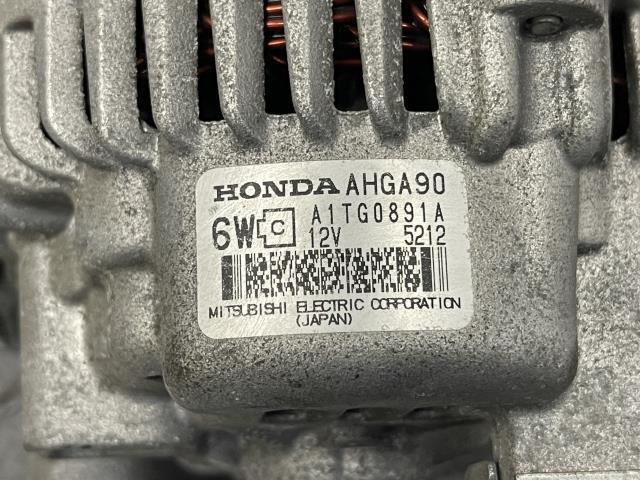 HONDA AHGA90
6W C A1TG0891A
12V 5212
MITSUBISHI ELECTRIC CORPORATION
(JAPAN)